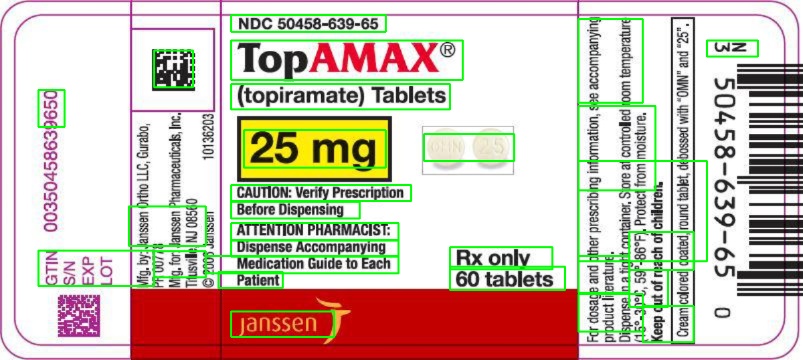 GTIN 00350458639650
S/N
EXP
LOT
Mfg. by: Janssen Ortho LLC, Gurabo,
PR 00778
Mfg. for: Janssen Pharmaceuticals, Inc.
Titusville, NJ 08560
© 2009 Janssen 10136203
NDC 50458-639-65
TopAMAX®
(topiramate) Tablets
25 mg
OMN 25
CAUTION: Verify Prescription
Before Dispensing
ATTENTION PHARMACIST:
Dispense Accompanying
Medication Guide to Each
Patient
Rx only
60 tablets
janssen
For dosage and other prescribing information, see accompanying
product literature.
Dispense in a tight container. Store at controlled room temperature
(15°-30°C, 59°-86°F). Protect from moisture.
Keep out of reach of children.
Cream colored, coated, round tablet, debossed with "OMN" and "25".
N 3 50458-639-65 0